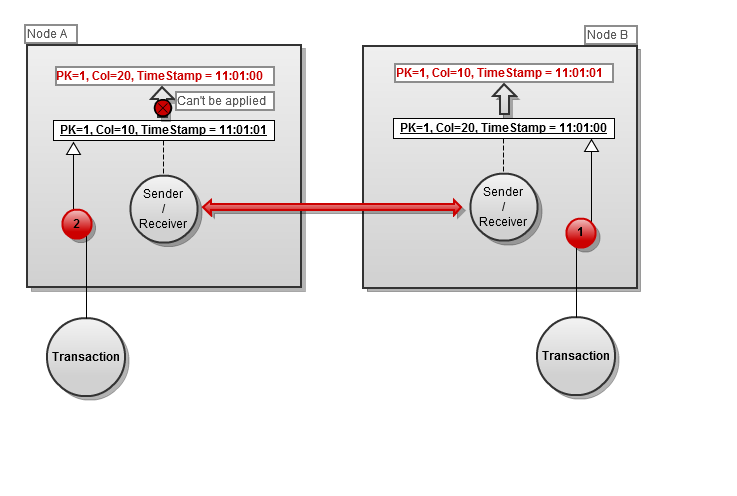 Node A
Node B
PK=1, Col=20, TimeStamp = 11:01:00
PK=1, Col=10, TimeStamp = 11:01:01
Can't be applied
PK=1, Col=10, TimeStamp = 11:01:01
PK=1, Col=20, TimeStamp = 11:01:00
Sender
/
Receiver
Sender
/
Receiver
2
1
Transaction
Transaction